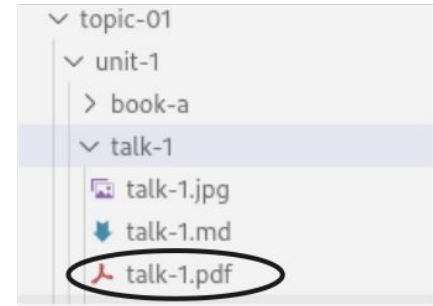 topic-01
unit-1
book-a
talk-1
talk-1.jpg
talk-1.md
talk-1.pdf